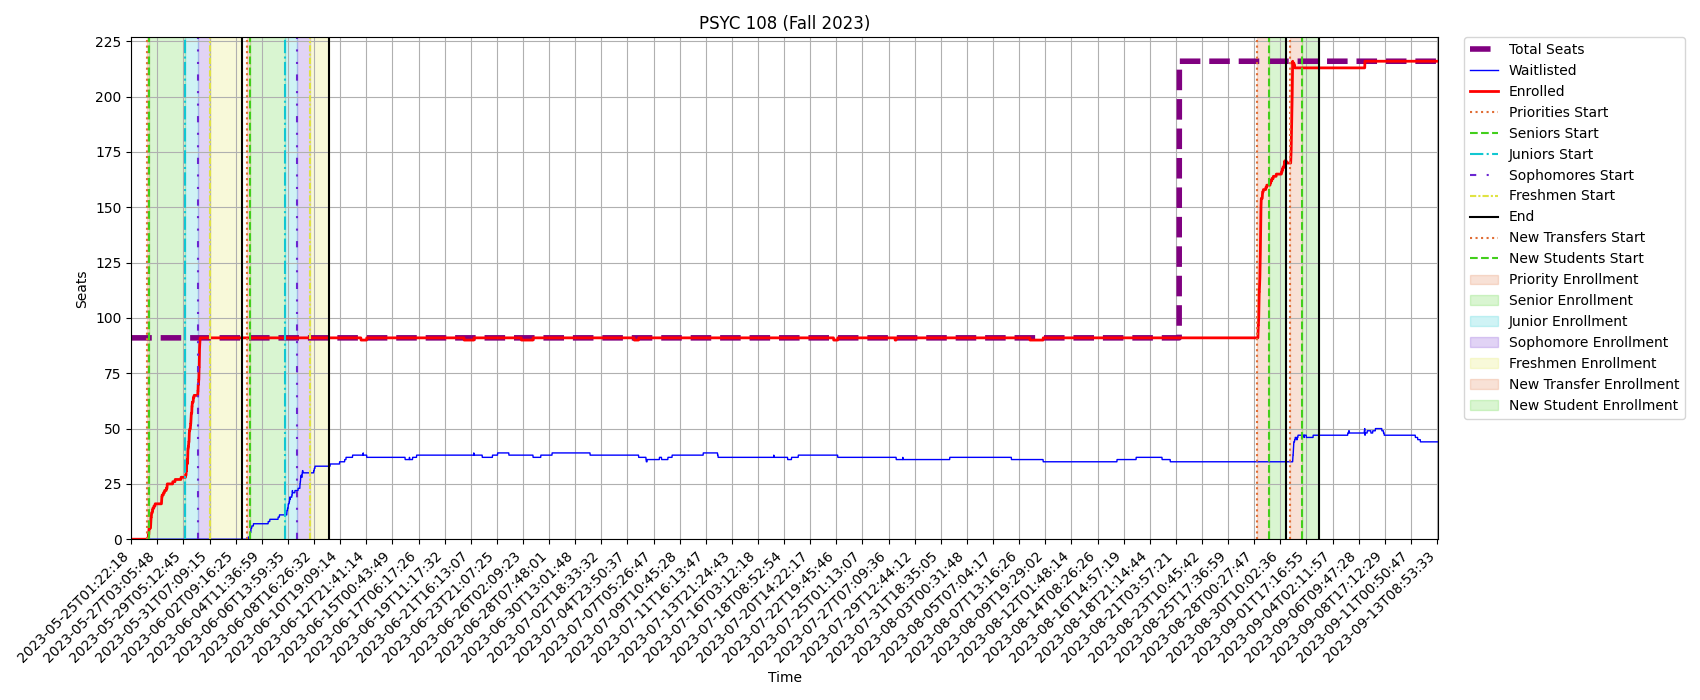 PSYC 108 (Fall 2023)
Seats
225
200
175
150
125
100
75
50
25
0
2023-05-25T01:22:18
2023-05-27T03:05:48
2023-05-29T05:12:45
2023-05-31T07:09:15
2023-06-02T09:16:25
2023-06-04T11:36:59
2023-06-06T13:59:35
2023-06-08T16:26:32
2023-06-10T19:09:14
2023-06-12T21:41:14
2023-06-15T00:43:49
2023-06-17T06:17:26
2023-06-19T11:17:32
2023-06-21T16:13:07
2023-06-23T21:07:25
2023-06-26T02:09:23
2023-06-28T07:48:01
2023-06-30T13:01:48
2023-07-02T18:33:32
2023-07-04T23:50:37
2023-07-07T05:26:47
2023-07-09T10:45:28
2023-07-11T16:13:47
2023-07-13T21:24:43
2023-07-16T03:12:18
2023-07-18T08:52:54
2023-07-20T14:22:17
2023-07-22T19:45:46
2023-07-25T01:13:07
2023-07-27T07:09:36
2023-07-29T12:44:12
2023-07-31T18:35:05
2023-08-03T00:31:48
2023-08-05T07:04:17
2023-08-07T13:16:26
2023-08-09T19:29:02
2023-08-12T01:48:14
2023-08-14T08:26:26
2023-08-16T14:57:19
2023-08-18T21:14:44
2023-08-21T03:57:21
2023-08-23T10:45:42
2023-08-25T17:36:59
2023-08-28T00:27:47
2023-08-30T10:02:36
2023-09-01T17:16:55
2023-09-04T02:11:57
2023-09-06T09:47:28
2023-09-08T17:12:29
2023-09-11T00:50:47
2023-09-13T08:53:33
Time
Total Seats
Waitlisted
Enrolled
Priorities Start
Seniors Start
Juniors Start
Sophomores Start
Freshmen Start
End
New Transfers Start
New Students Start
Priority Enrollment
Senior Enrollment
Junior Enrollment
Sophomore Enrollment
Freshmen Enrollment
New Transfer Enrollment
New Student Enrollment